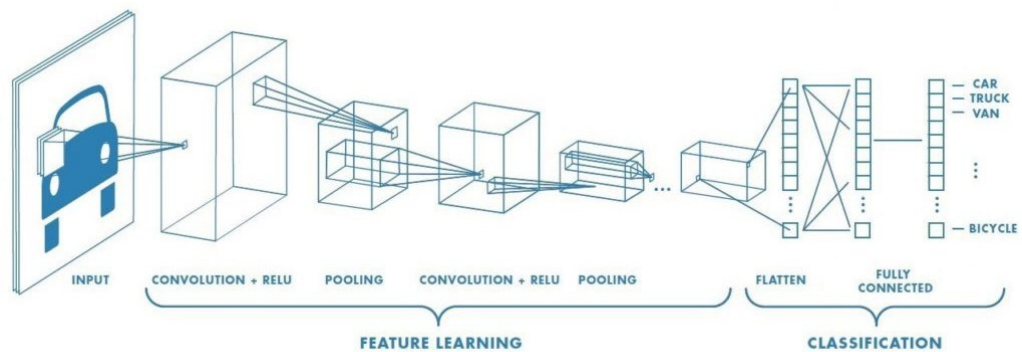 CAR
TRUCK
VAN
BICYCLE
INPUT
CONVOLUTION + RELU
POOLING
CONVOLUTION + RELU
POOLING
FLATTEN
FULLY
CONNECTED
FEATURE LEARNING
CLASSIFICATION